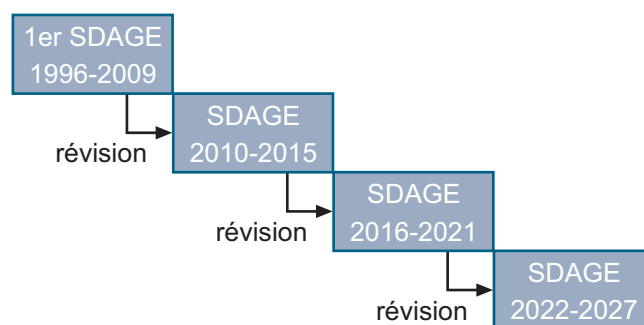 1er SDAGE
1996-2009
révision
SDAGE
2010-2015
révision
SDAGE
2016-2021
révision
SDAGE
2022-2027